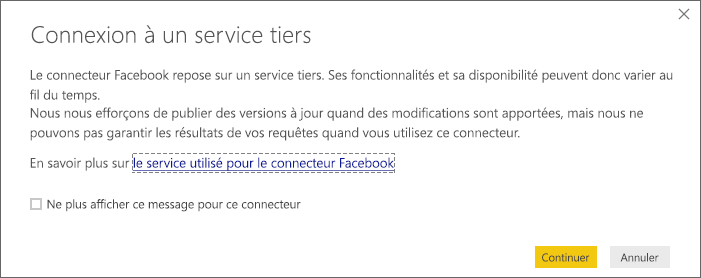 Connexion à un service tiers
Le connecteur Facebook repose sur un service tiers. Ses fonctionnalités et sa disponibilité peuvent donc varier au
fil du temps.
Nous nous efforçons de publier des versions à jour quand des modifications sont apportées, mais nous ne
pouvons pas garantir les résultats de vos requêtes quand vous utilisez ce connecteur.
En savoir plus sur le service utilisé pour le connecteur Facebook
Ne plus afficher ce message pour ce connecteur
Continuer Annuler